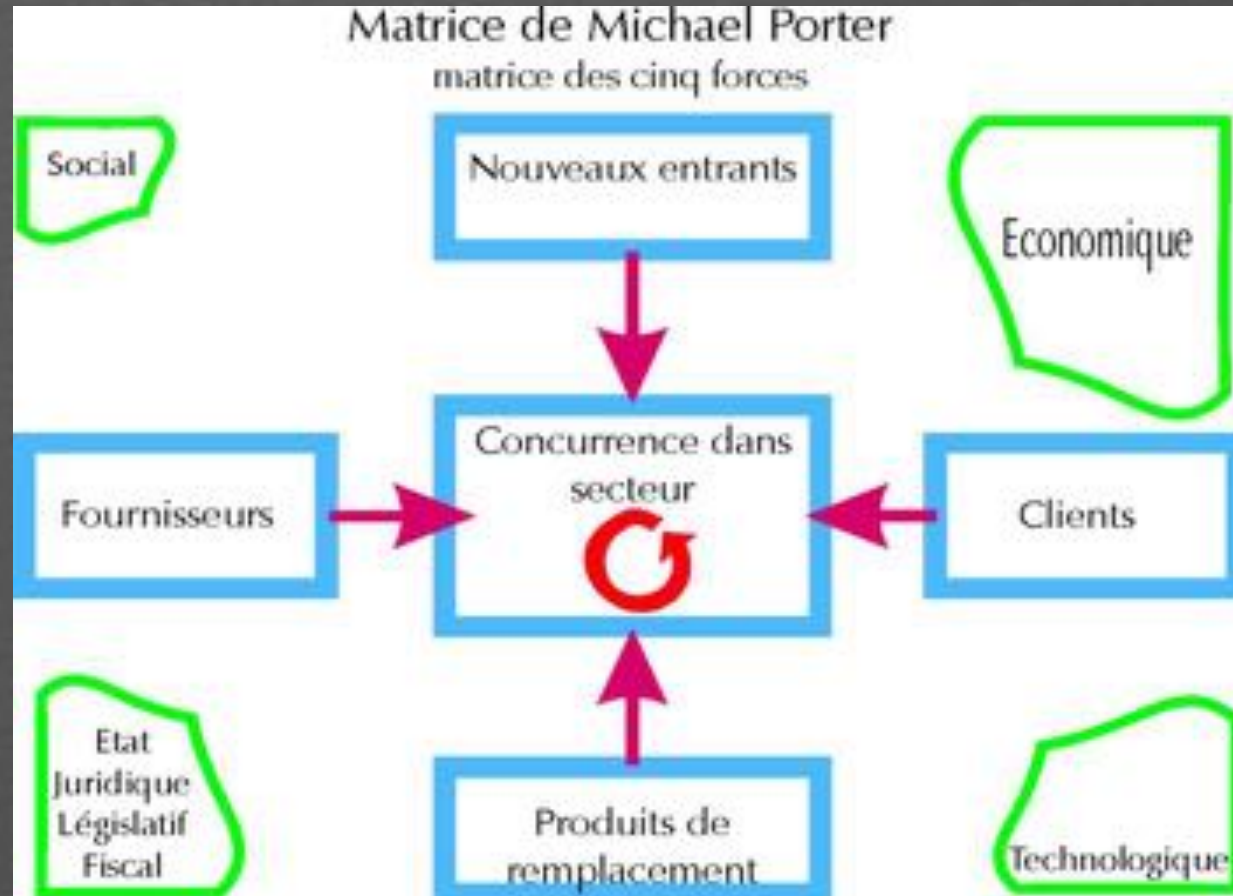 Matrice de Michael Porter
matrice des cinq forces
Social
Nouveaux entrants
Economique
Fournisseurs
Concurrence dans
secteur
Clients
Etat
Juridique
Législatif
Fiscal
Produits de
remplacement
Technologique